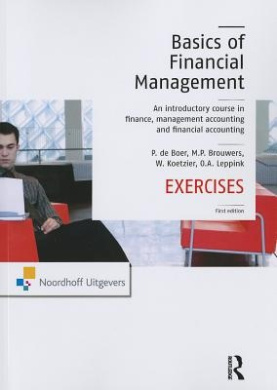 Basics of
Financial
Management
An introductory course in
finance, management accounting
and financial accounting
P. de Boer, M.P. Brouwers,
W. Koetzier, O.A. Leppink
EXERCISES
First edition
Noordhoff Uitgevers
R
ROUTLEDGE